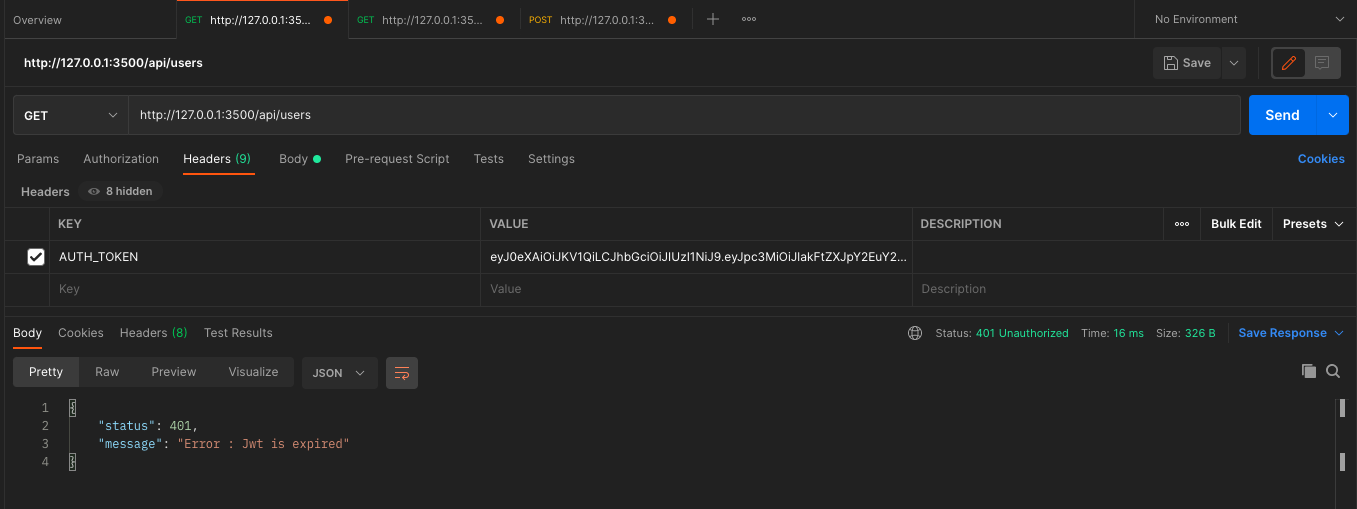 Overview GET http://127.0.0.1:35... GET http://127.0.0.1:35... POST http://127.0.0.1:3... No Environment
http://127.0.0.1:3500/api/users Save
GET http://127.0.0.1:3500/api/users Send
Params Authorization Headers (9) Body Pre-request Script Tests Settings Cookies
Headers 8 hidden
KEY VALUE DESCRIPTION Bulk Edit Presets
AUTH_TOKEN eyJ0eXAiOiJKV1QiLCJhbGciOiJIUzI1NiJ9.eyJpc3MiOiJlakFtZXJpY2EuY2...
Key Value Description
Body Cookies Headers (8) Test Results Status: 401 Unauthorized Time: 16 ms Size: 326 B Save Response
Pretty Raw Preview Visualize JSON
1 {
2 "status": 401,
3 "message": "Error : Jwt is expired"
4 }